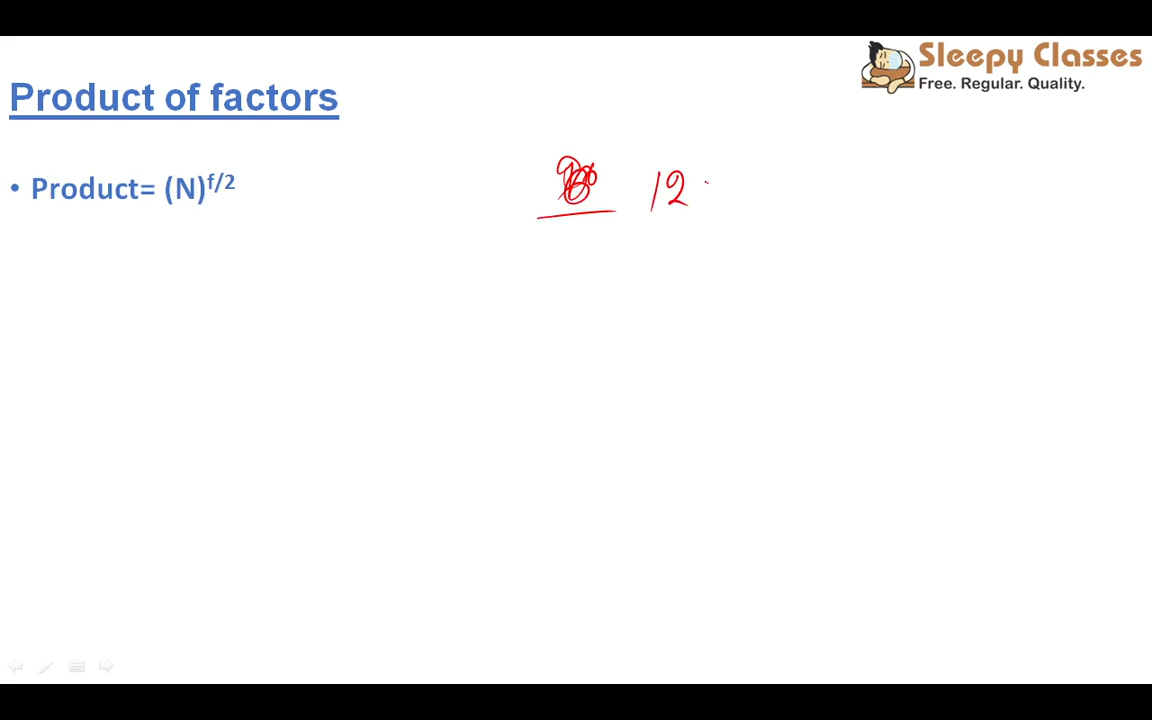 Sleepy Classes
Free. Regular. Quality.
Product of factors
• Product= (N)^f/2
12